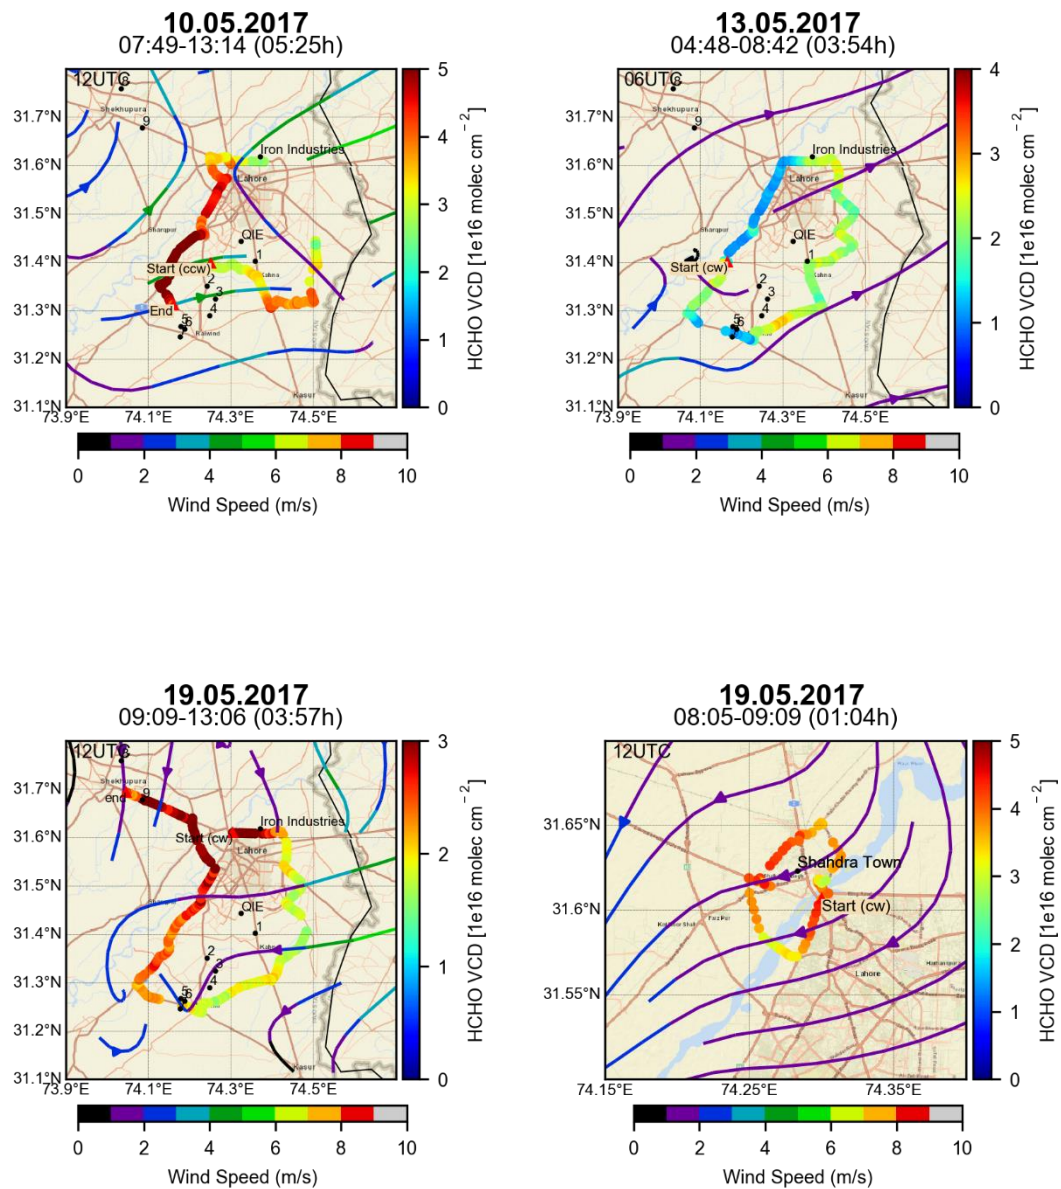 10.05.2017
07:49-13:14 (05:25h)
12UTC
8
Shekhupura
9
Iron Industries
Lahore
Sharqpur
QIE
1
Start (ccw)
Kahna
2
3
End
4
5
6
Raiwind
Kasur
31.7°N
31.6°N
31.5°N
31.4°N
31.3°N
31.2°N
31.1°N
73.9°E
74.1°E
74.3°E
74.5°E
5
4
3
2
1
0
HCHO VCD [1e16 molec cm⁻²]
0
2
4
6
8
10
Wind Speed (m/s)
13.05.2017
04:48-08:42 (03:54h)
06UTC
8
Shekhupura
9
Iron Industries
Lahore
Sharqpur
QIE
1
Start (cw)
Kahna
2
3
4
5
6
Raiwind
Kasur
31.7°N
31.6°N
31.5°N
31.4°N
31.3°N
31.2°N
31.1°N
73.9°E
74.1°E
74.3°E
74.5°E
4
3
2
1
0
HCHO VCD [1e16 molec cm⁻²]
0
2
4
6
8
10
Wind Speed (m/s)
19.05.2017
09:09-13:06 (03:57h)
12UTC
Shekhupura
end
9
Start (cw)
Iron Industries
Lahore
QIE
1
2
3
4
5
6
Kasur
31.7°N
31.6°N
31.5°N
31.4°N
31.3°N
31.2°N
31.1°N
73.9°E
74.1°E
74.3°E
74.5°E
3
2
1
0
HCHO VCD [1e16 molec cm⁻²]
0
2
4
6
8
10
Wind Speed (m/s)
19.05.2017
08:05-09:09 (01:04h)
12UTC
Shahdra Town
Start (cw)
Faiz Pur
Lahore
31.65°N
31.6°N
31.55°N
74.15°E
74.25°E
74.35°E
5
4
3
2
1
0
HCHO VCD [1e16 molec cm⁻²]
0
2
4
6
8
10
Wind Speed (m/s)